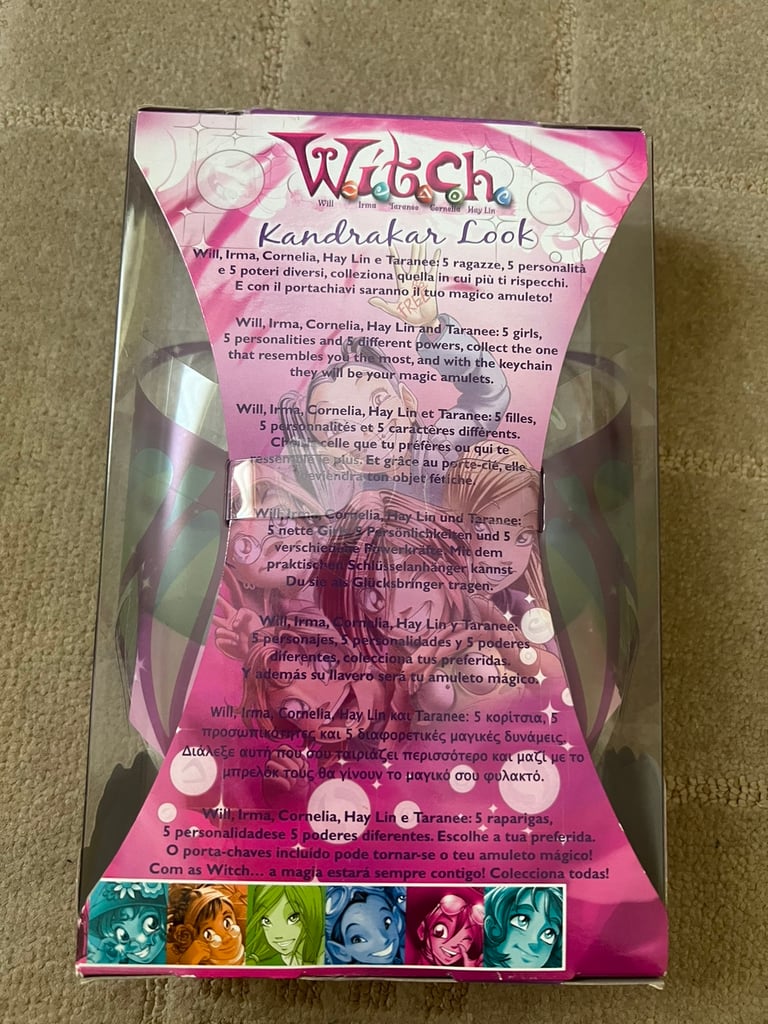 Witch
Will Irma Taranee Cornelia Hay Lin
Kandrakar Look
Will, Irma, Cornelia, Hay Lin e Taranee: 5 ragazze, 5 personalità
e 5 poteri diversi, colleziona quella in cui più ti rispecchi.
E con il portachiavi saranno il tuo magico amuleto!
FREE
Will, Irma, Cornelia, Hay Lin and Taranee: 5 girls,
5 personalities and 5 different powers, collect the one
that resembles you the most, and with the keychain
they will be your magic amulets.
Will, Irma, Cornelia, Hay Lin et Taranee: 5 filles,
5 personnalités et 5 caractères différents.
celle que tu préfères ou qui te
ressemble le plus. Et grâce au porte-clé, elle
deviendra ton objet fétiche.
Will, Irma, Cornelia, Hay Lin und Taranee:
5 nette Girls, 5 Persönlichkeiten und 5
verschiedene Powerkräfte. Mit dem
praktischen Schlüsselanhänger kannst
Du sie als Glücksbringer tragen.
Will, Irma, Cornelia, Hay Lin y Taranee:
5 personajes, 5 personalidades y 5 poderes
diferentes, colecciona tus preferidas.
Y además su llavero será tu amuleto mágico.
Will, Irma, Cornelia, Hay Lin και Taranee: 5 κορίτσια, 5
προσωπικότητες και 5 διαφορετικές μαγικές δυνάμεις.
Διάλεξε αυτή που σου ταιριάζει περισσότερο και μαζί με το
μπρελόκ τους θα γίνουν το μαγικό σου φυλακτό.
Will, Irma, Cornelia, Hay Lin e Taranee: 5 raparigas,
5 personalidadese 5 poderes diferentes. Escolhe a tua preferida.
O porta-chaves incluído pode tornar-se o teu amuleto mágico!
Com as Witch... a magia estará sempre contigo! Colecciona todas!